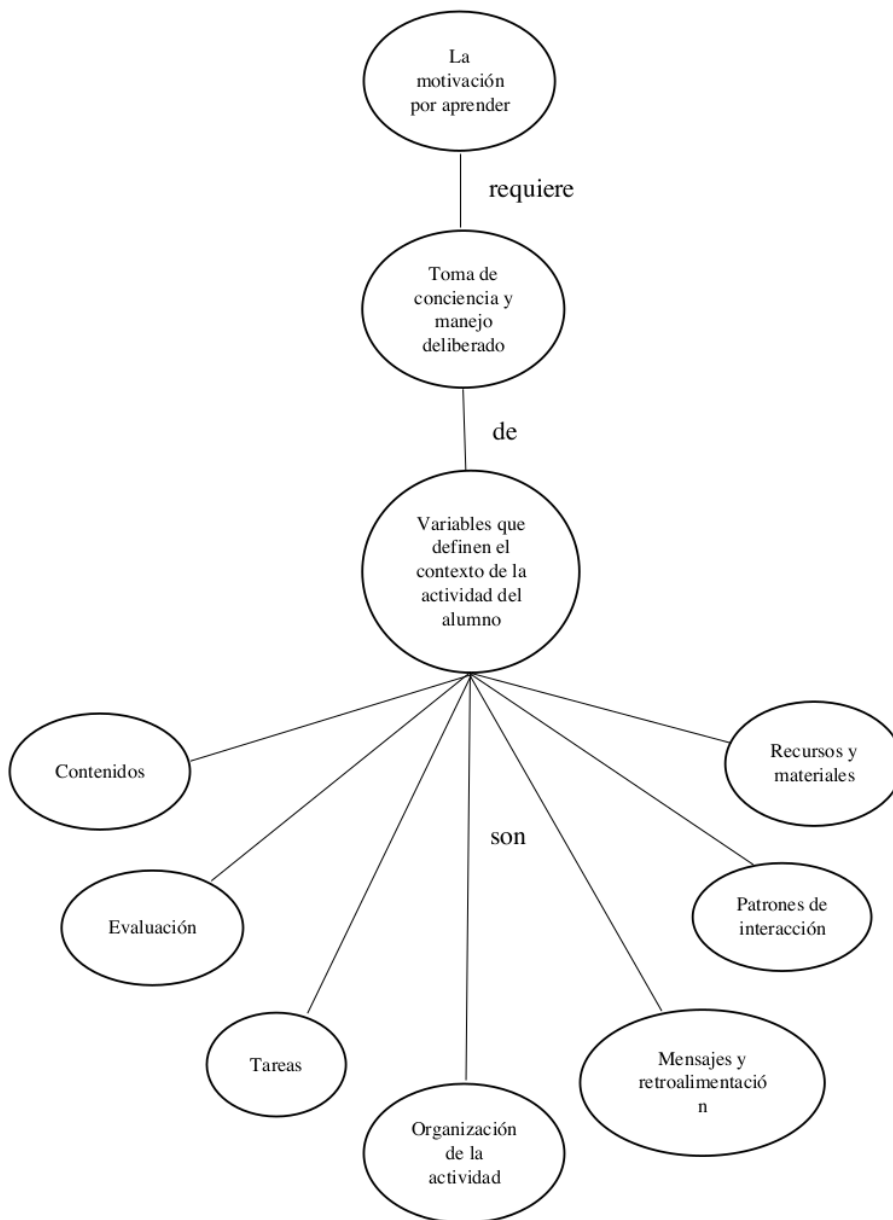 La
motivación
por aprender
requiere
Toma de
conciencia y
manejo
deliberado
de
Variables que
definen el
contexto de la
actividad del
alumno
Contenidos
Recursos y
materiales
son
Evaluación
Patrones de
interacción
Tareas
Mensajes y
retroalimentació
n
Organización
de la
actividad